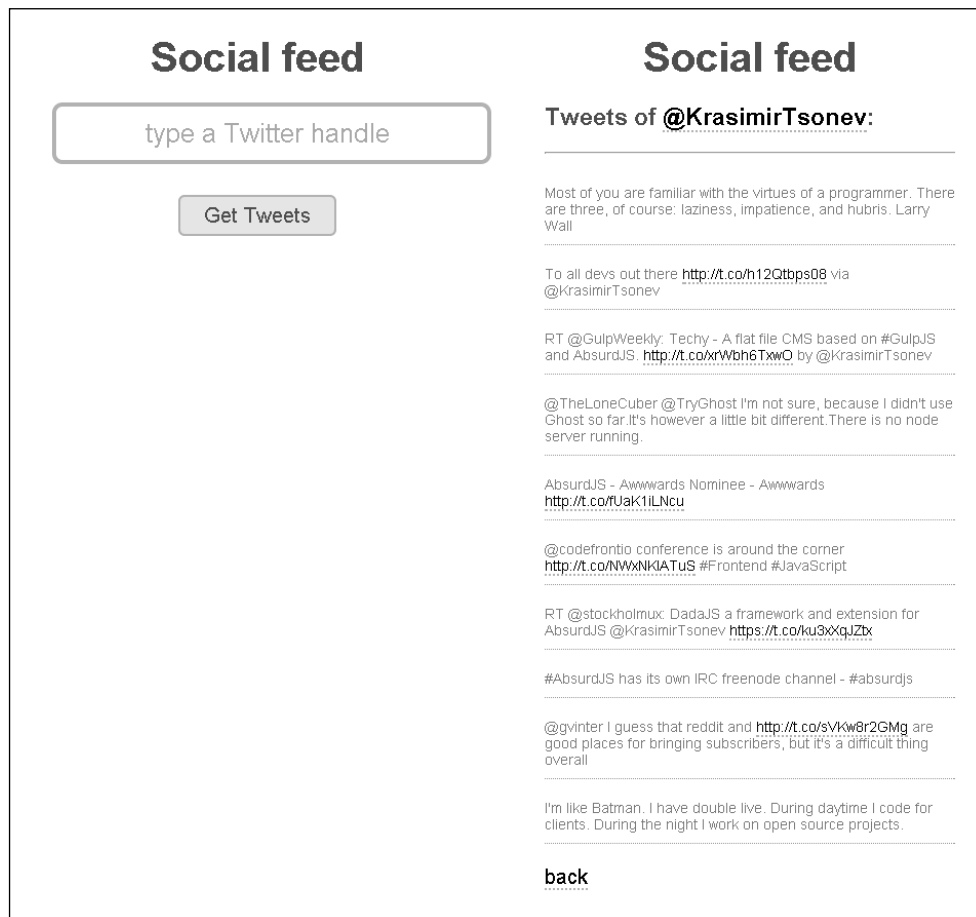 Social feed
type a Twitter handle
Get Tweets
Social feed
Tweets of @KrasimirTsonev:
Most of you are familiar with the virtues of a programmer. There
are three, of course: laziness, impatience, and hubris. Larry
Wall
To all devs out there http://t.co/h12Qtbps08 via
@KrasimirTsonev
RT @GulpWeekly: Techy - A flat file CMS based on #GulpJS
and AbsurdJS. http://t.co/xrWbh6TxwO by @KrasimirTsonev
@TheLoneCuber @TryGhost I'm not sure, because I didn't use
Ghost so far.It's however a little bit different.There is no node
server running.
AbsurdJS - Awwwards Nominee - Awwwards
http://t.co/fUaK1iLNcu
@codefrontio conference is around the corner
http://t.co/NWxNKIATuS #Frontend #JavaScript
RT @stockholmux: DadaJS a framework and extension for
AbsurdJS @KrasimirTsonev https://t.co/ku3xXqJZtx
#AbsurdJS has its own IRC freenode channel - #absurdjs
@gvinter I guess that reddit and http://t.co/sVKw8r2GMg are
good places for bringing subscribers, but it's a difficult thing
overall
I'm like Batman. I have double live. During daytime I code for
clients. During the night I work on open source projects.
back